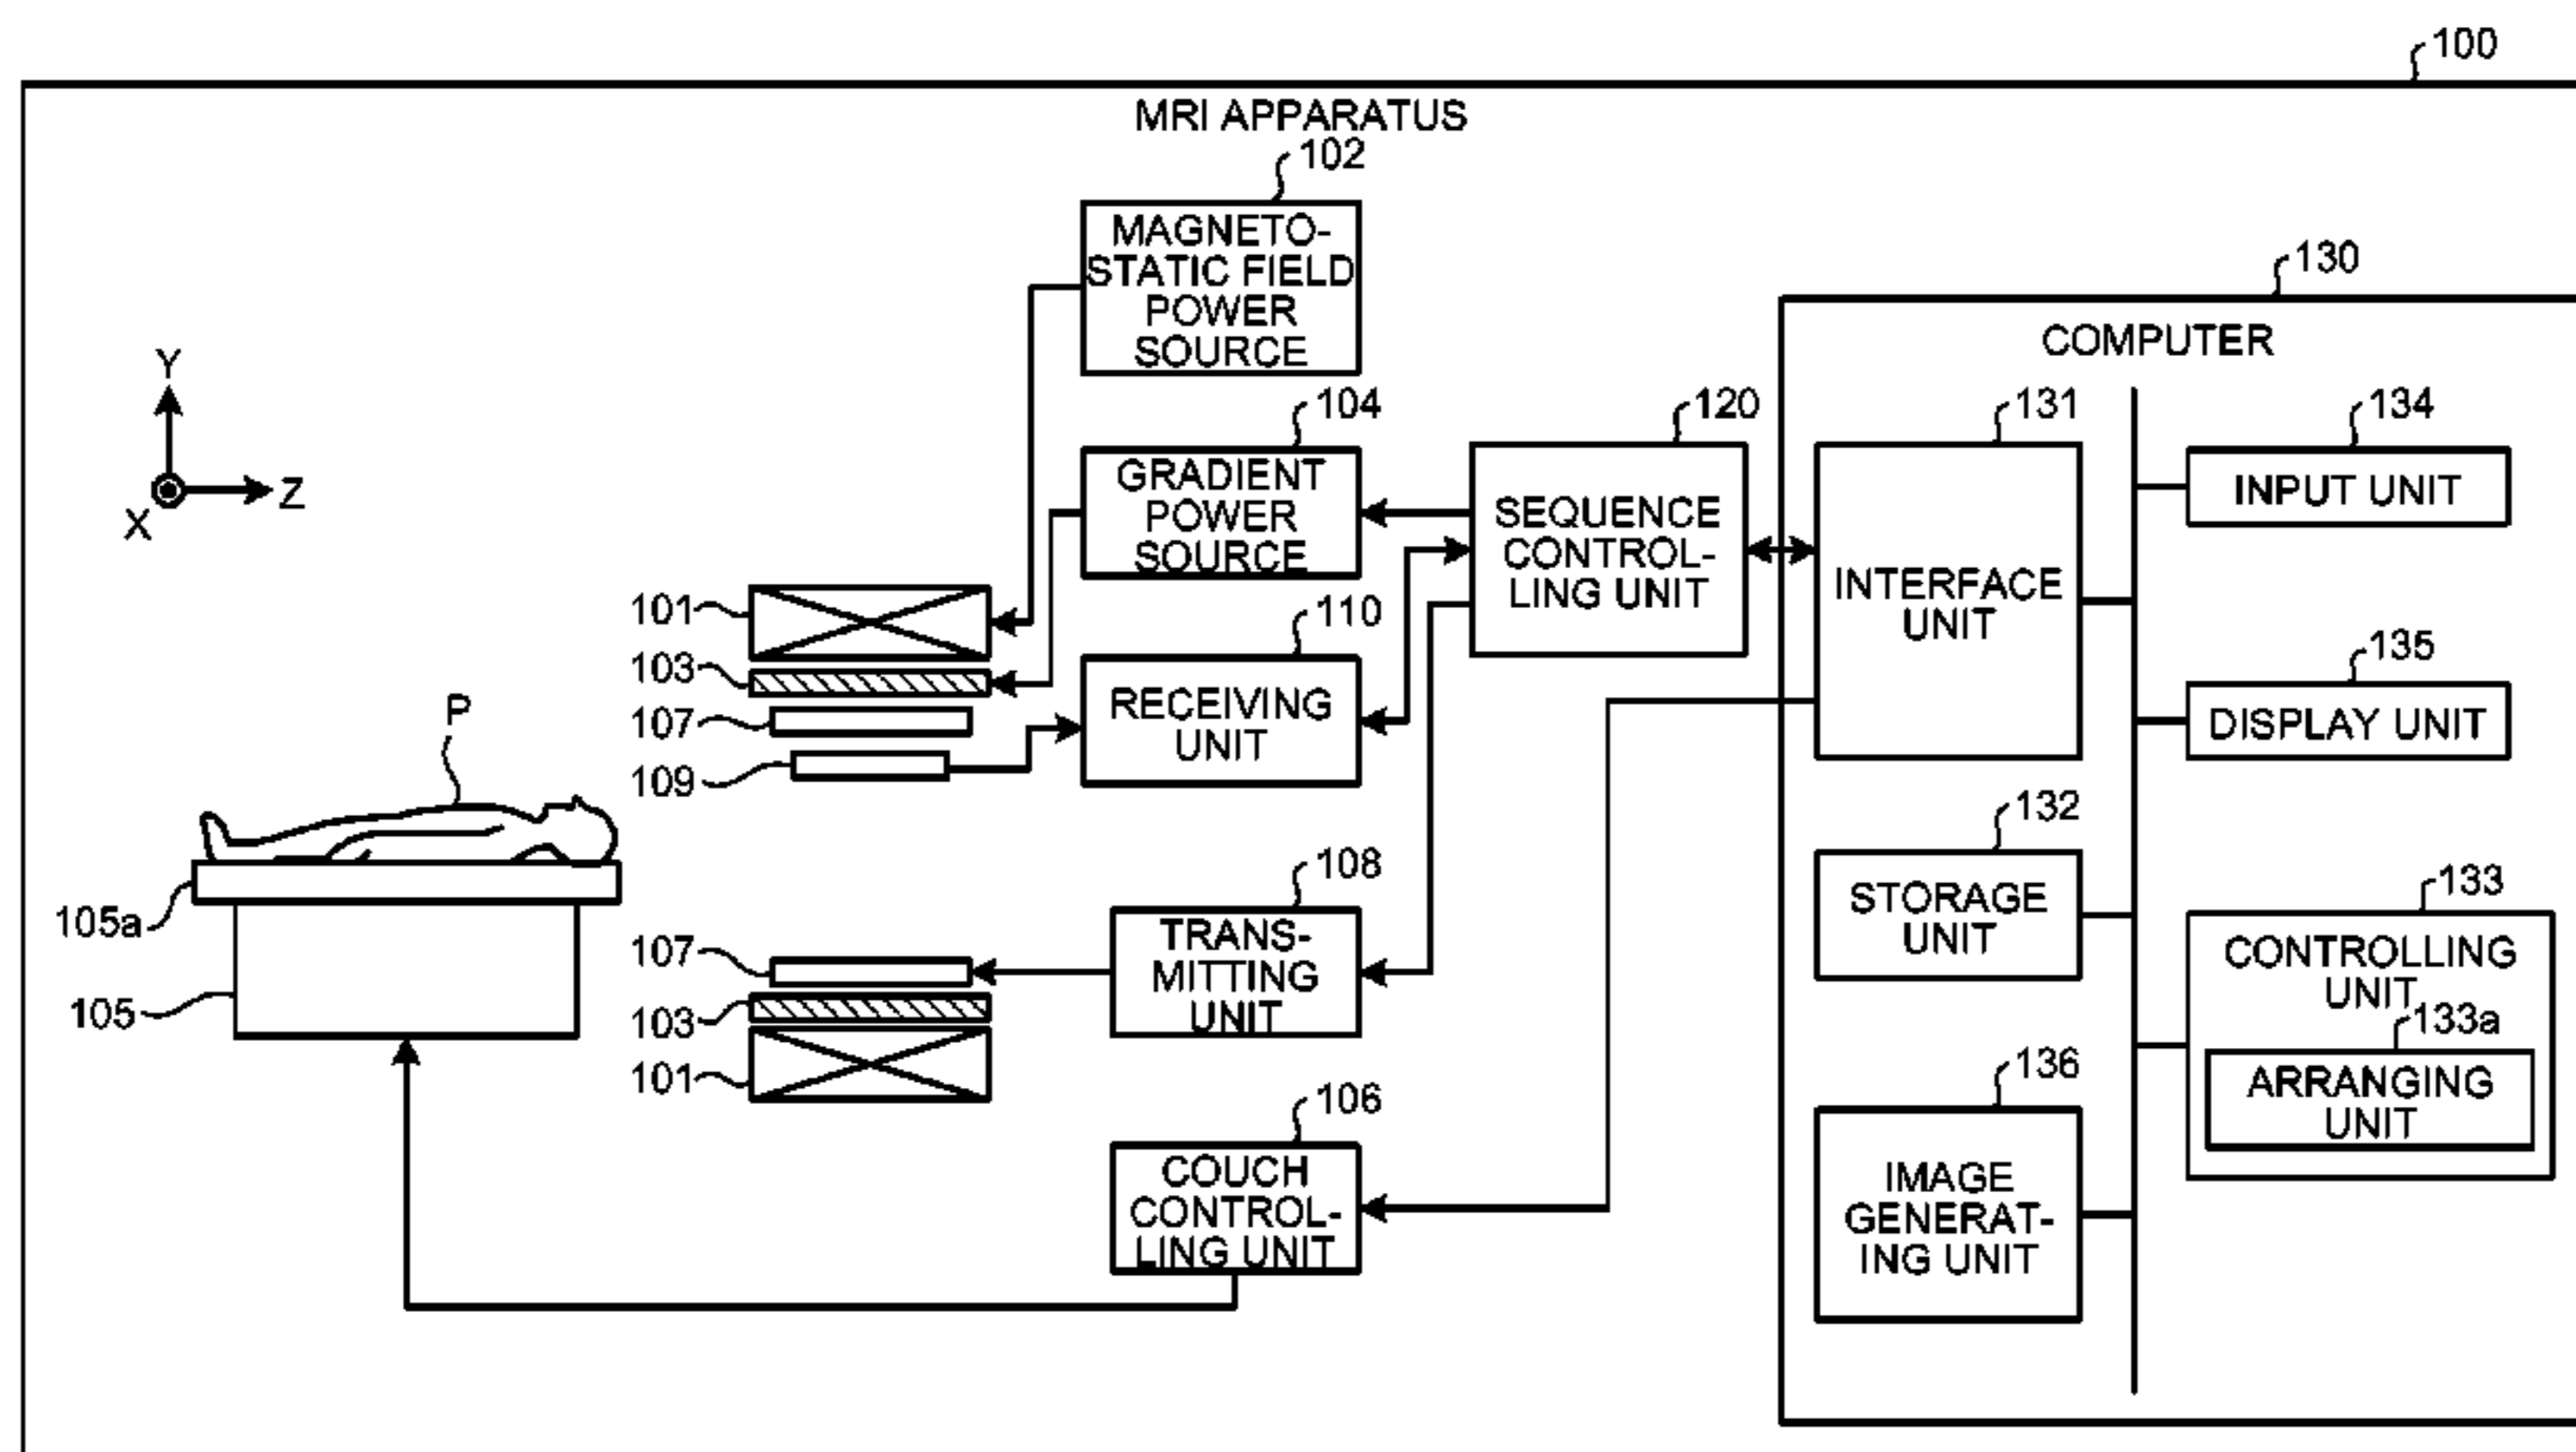 100
MRI APPARATUS
102
MAGNETO-
STATIC FIELD
POWER
SOURCE
130
COMPUTER
Y
Z
X
104
GRADIENT
POWER
SOURCE
120
SEQUENCE
CONTROL-
LING UNIT
131
INTERFACE
UNIT
134
INPUT UNIT
101
103
107
109
110
RECEIVING
UNIT
135
DISPLAY UNIT
P
105a
105
108
TRANS-
MITTING
UNIT
132
STORAGE
UNIT
133
CONTROLLING
UNIT
133a
ARRANGING
UNIT
107
103
101
106
COUCH
CONTROL-
LING UNIT
136
IMAGE
GENERAT-
ING UNIT